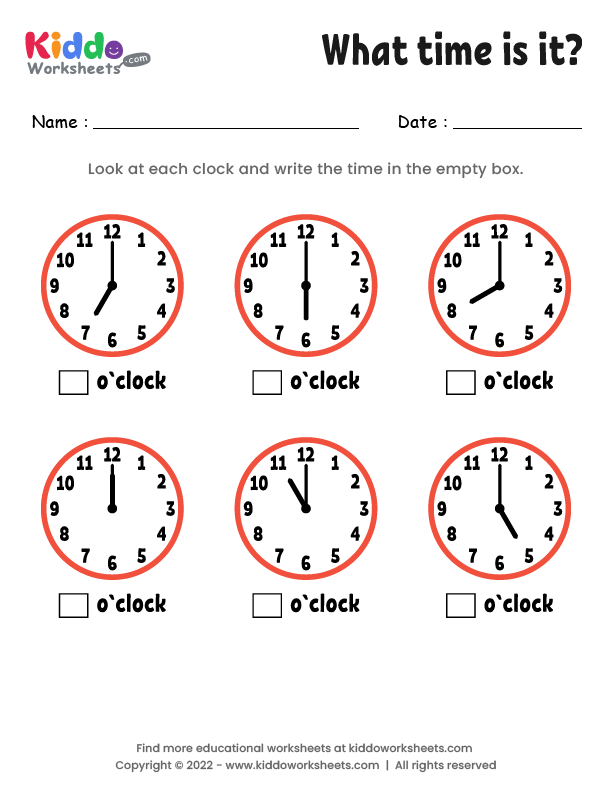 Kiddo
Worksheets .com
What time is it?
Name :
Date :
Look at each clock and write the time in the empty box.
12 1 2 3 4 5 6 7 8 9 10 11
12 1 2 3 4 5 6 7 8 9 10 11
12 1 2 3 4 5 6 7 8 9 10 11
o`clock
o`clock
o`clock
12 1 2 3 4 5 6 7 8 9 10 11
12 1 2 3 4 5 6 7 8 9 10 11
12 1 2 3 4 5 6 7 8 9 10 11
o`clock
o`clock
o`clock
Find more educational worksheets at kiddoworksheets.com
Copyright © 2022 - www.kiddoworksheets.com | All rights reserved